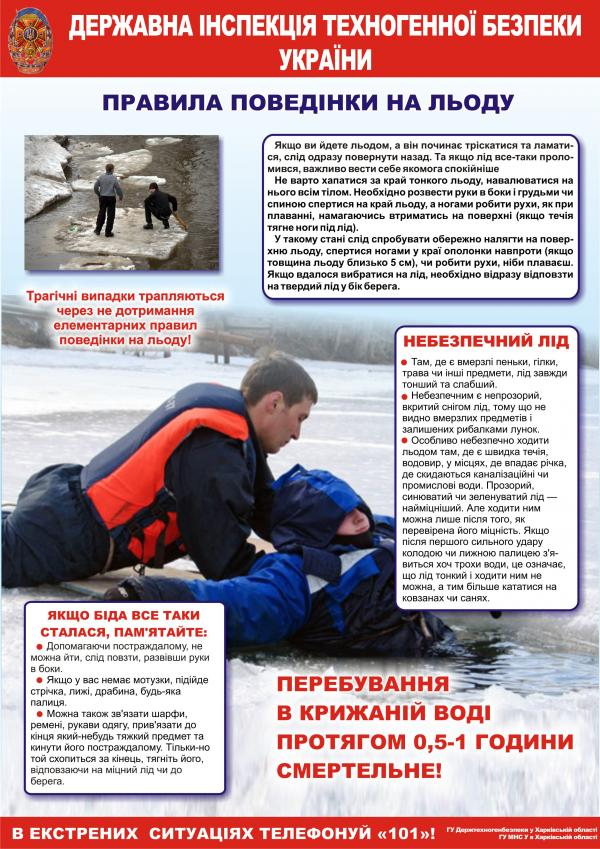 ДЕРЖАВНА ІНСПЕКЦІЯ ТЕХНОГЕННОЇ БЕЗПЕКИ
УКРАЇНИ
ПРАВИЛА ПОВЕДІНКИ НА ЛЬОДУ
Якщо ви йдете льодом, а він починає тріскатися та ламати-
ся, слід одразу повернути назад. Та якщо лід все-таки проло-
мився, важливо вести себе якомога спокійніше
Не варто хапатися за край тонкого льоду, навалюватися на
нього всім тілом. Необхідно розвести руки в боки і грудьми чи
спиною спертися на край льоду, а ногами робити рухи, як при
плаванні, намагаючись втриматись на поверхні (якщо течія
тягне ноги під лід).
У такому стані слід спробувати обережно налягти на повер-
хню льоду, спертися ногами у краї ополонки навпроти (якщо
товщина льоду близько 5 см), чи робити рухи, ніби плаваєш.
Якщо вдалося вибратися на лід, необхідно відразу відповзти
на твердий лід у бік берега.
Трагічні випадки трапляються
через не дотримання
елементарних правил
поведінки на льоду!
НЕБЕЗПЕЧНИЙ ЛІД
● Там, де є вмерзлі пеньки, гілки,
трава чи інші предмети, лід завжди
тонший та слабший.
● Небезпечним є непрозорий,
вкритий снігом лід, тому що не
видно вмерзлих предметів і
залишених рибалками лунок.
● Особливо небезпечно ходити
льодом там, де є швидка течія,
водовир, у місцях, де впадає річка,
де скидаються каналізаційні чи
промислові води. Прозорий,
синюватий чи зеленуватий лід —
найміцніший. Але ходити ним
можна лише після того, як
перевірена його міцність. Якщо
після першого сильного удару
колодою чи лижною палицею з'я-
виться хоч трохи води, це означає,
що лід тонкий і ходити ним не
можна, а тим більше кататися на
ковзанах чи санях.
ЯКЩО БІДА ВСЕ ТАКИ
СТАЛАСЯ, ПАМ'ЯТАЙТЕ:
● Допомагаючи постраждалому, не
можна йти, слід повзти, развівши руки
в боки.
● Якщо у вас немає мотузки, підійде
стрічка, лижі, драбина, будь-яка
палиця.
● Можна також зв'язати шарфи,
ремені, рукави одягу, прив'язати до
кінця який-небудь тяжкий предмет та
кинути його постраждалому. Тільки-но
той схопиться за кінець, тягніть його,
відповзаючи на міцний лід чи до
берега.
ПЕРЕБУВАННЯ
В КРИЖАНІЙ ВОДІ
ПРОТЯГОМ 0,5-1 ГОДИНИ
СМЕРТЕЛЬНЕ!
В ЕКСТРЕНИХ СИТУАЦІЯХ ТЕЛЕФОНУЙ «101»!
ГУ Держтехногенбезпеки у Харківській області
ГУ МНС У в Харківській області